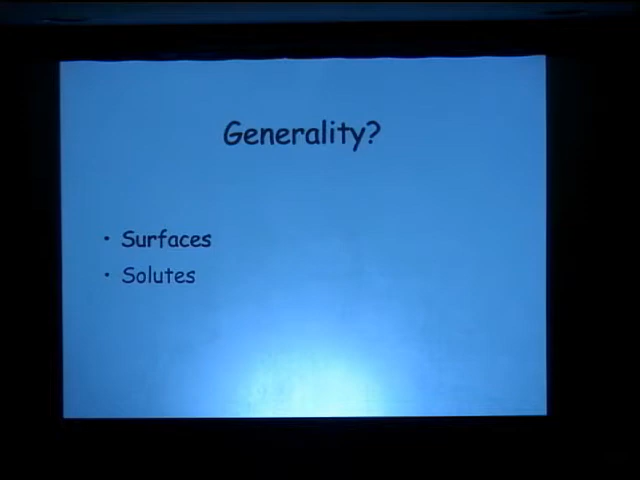 Generality?
• Surfaces
• Solutes